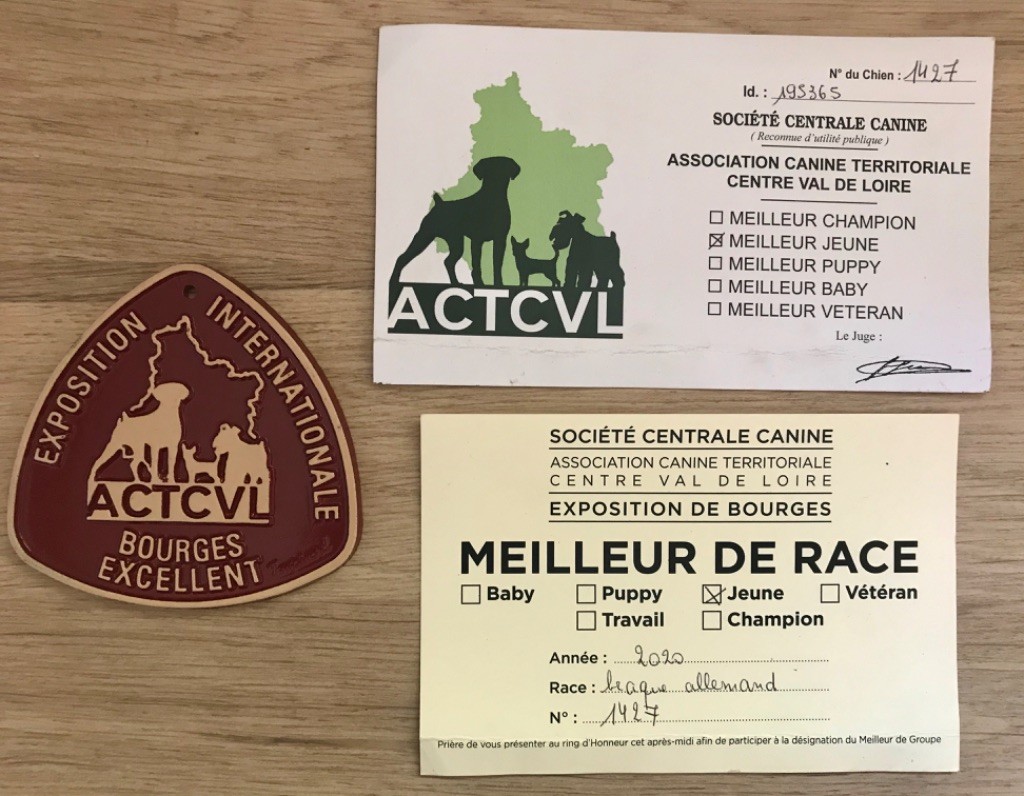 EXPOSITION INTERNATIONALE
ACTCVL
BOURGES
EXCELLENT
ACTCVL
N° du Chien : 1427
Id. : 195365
SOCIÉTÉ CENTRALE CANINE
( Reconnue d'utilité publique )
ASSOCIATION CANINE TERRITORIALE
CENTRE VAL DE LOIRE
☐ MEILLEUR CHAMPION
☒ MEILLEUR JEUNE
☐ MEILLEUR PUPPY
☐ MEILLEUR BABY
☐ MEILLEUR VETERAN
Le Juge :
SOCIÉTÉ CENTRALE CANINE
ASSOCIATION CANINE TERRITORIALE
CENTRE VAL DE LOIRE
EXPOSITION DE BOURGES
MEILLEUR DE RACE
☐ Baby ☐ Puppy ☒ Jeune ☐ Vétéran
☐ Travail ☐ Champion
Année : 2020
Race : braque allemand
N° : 1427
Prière de vous présenter au ring d'Honneur cet après-midi afin de participer à la désignation du Meilleur de Groupe